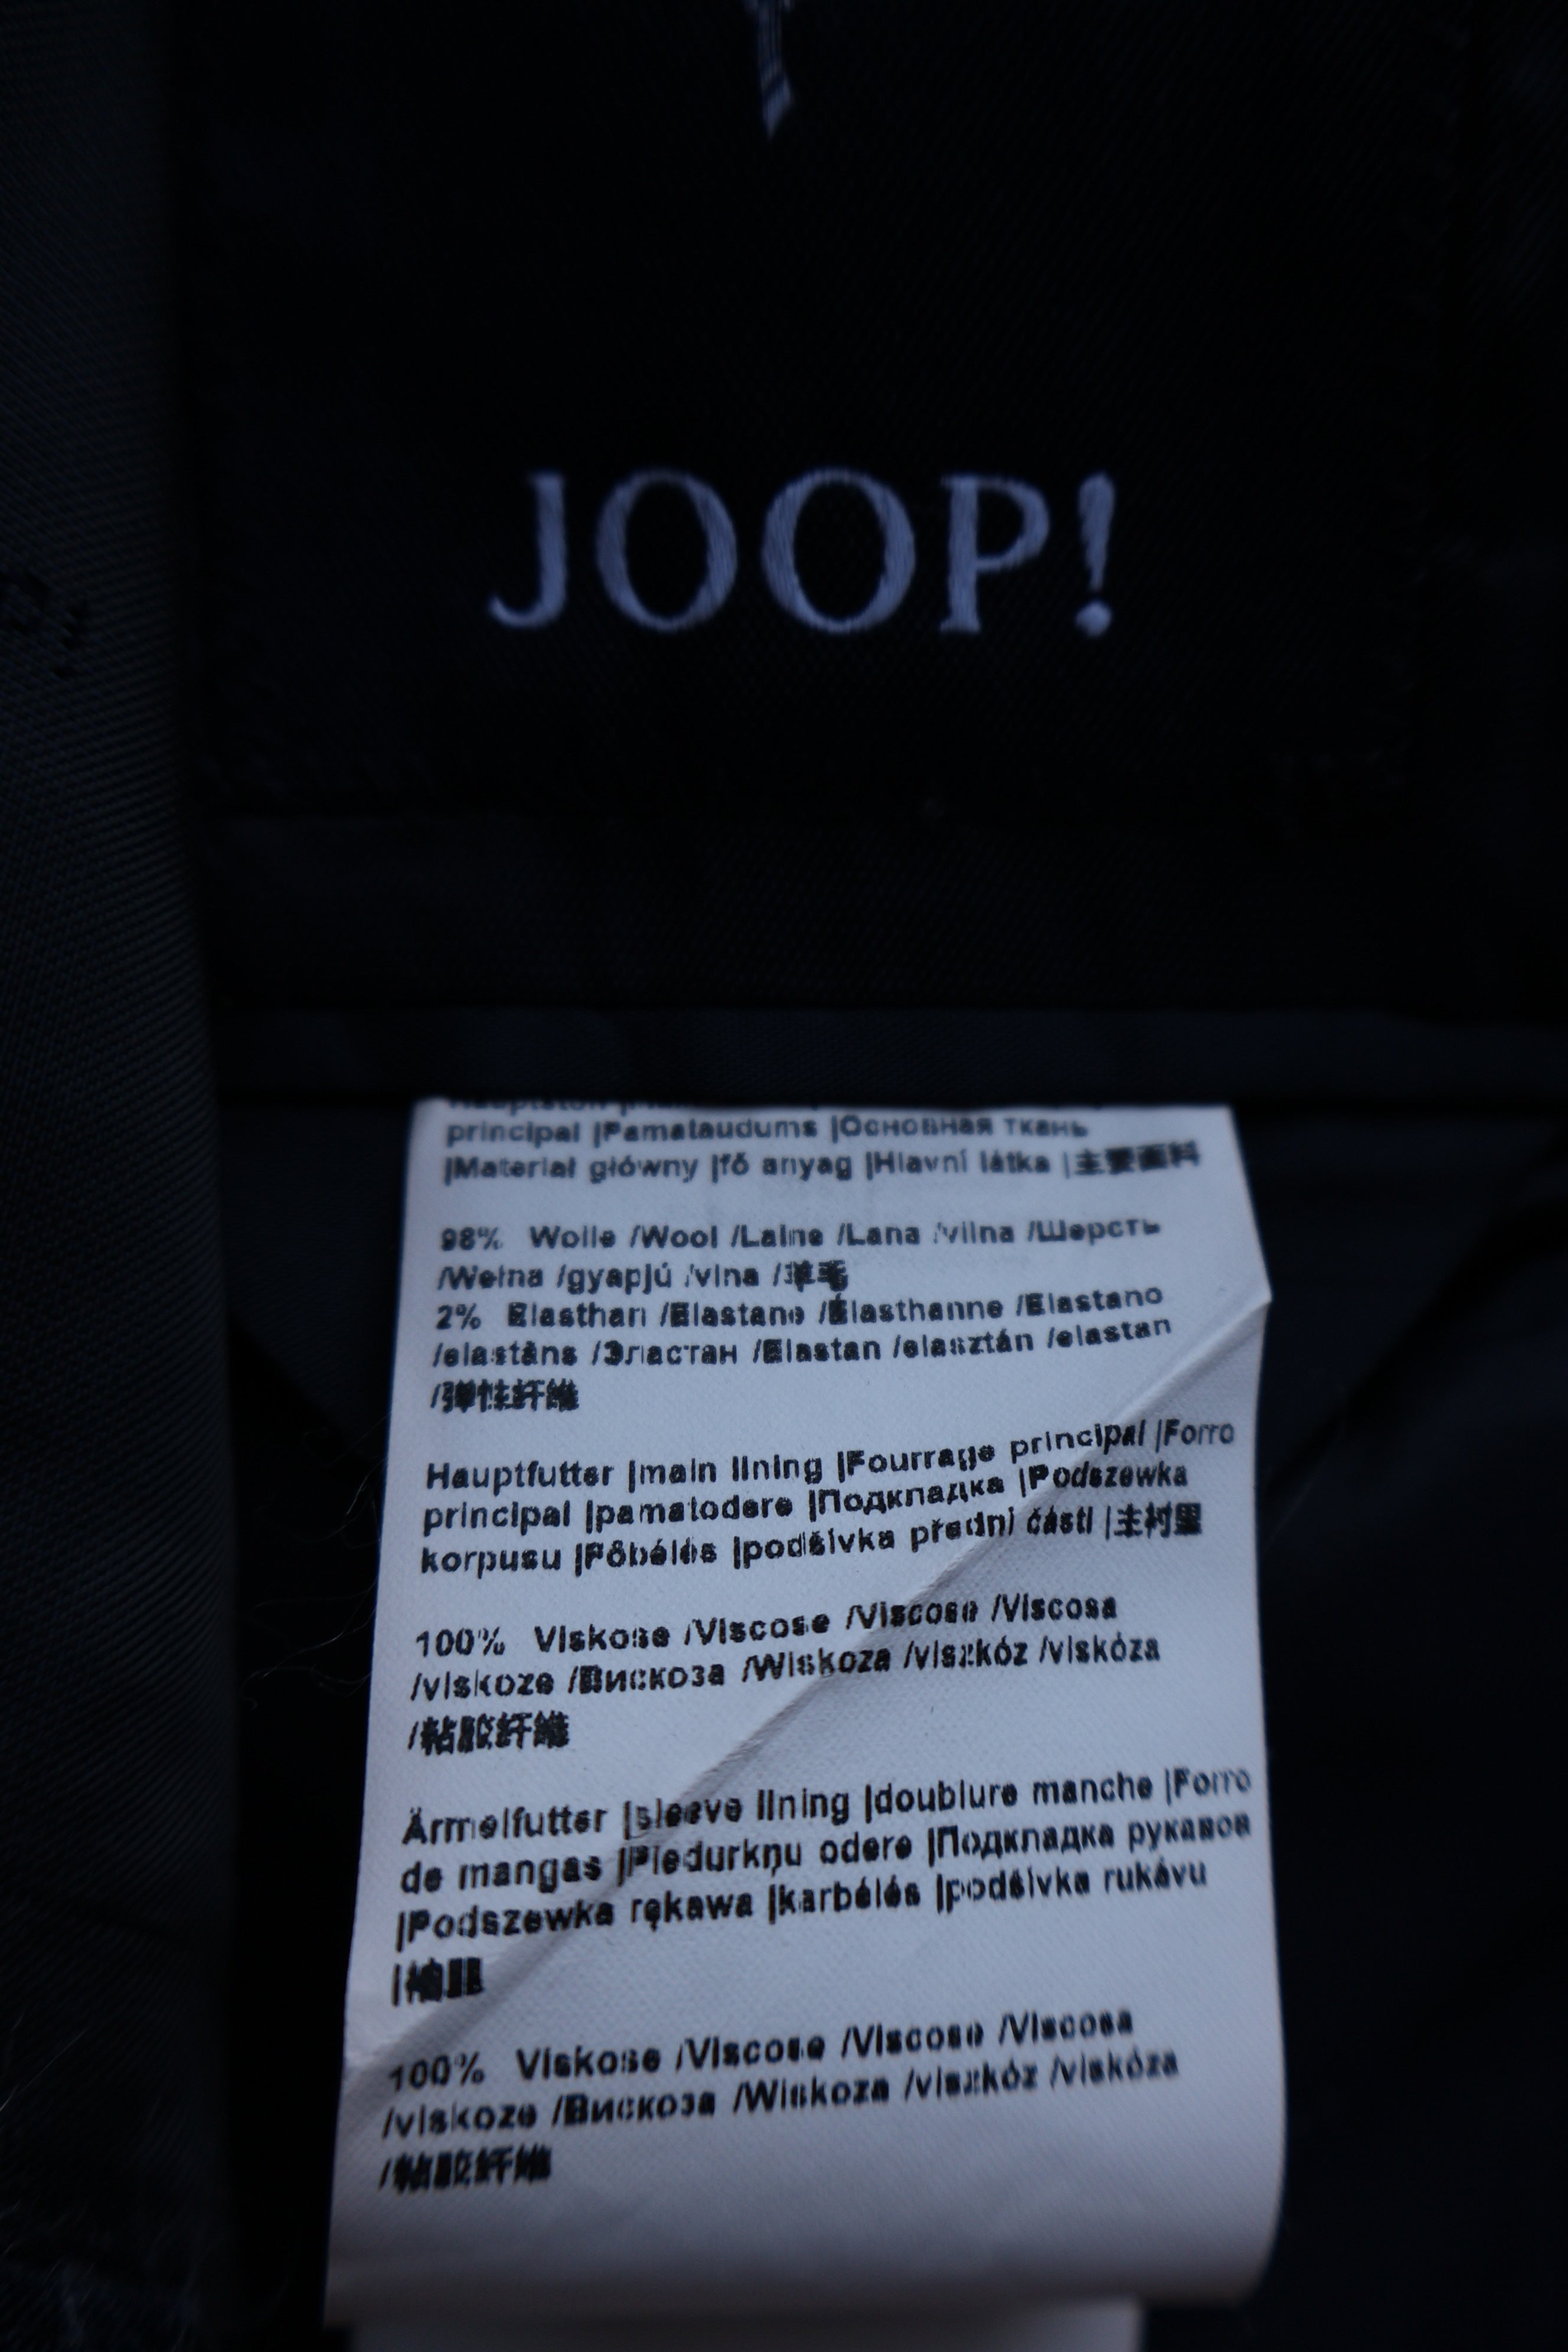 JOOP!
principal |Pamataudums |Основная ткань
|Materiał główny |fő anyag |Hlavní látka |主要面料
98% Wolle /Wool /Laine /Lana /vilna /Шерсть
/Wełna /gyapjú /vlna /羊毛
2% Elasthan /Elastane /Élasthanne /Elastano
/elastāns /Эластан /Elastan /elasztán /elastan
/弹性纤维
Hauptfutter |main lining |Fourrage principal |Forro
principal |pamatodere |Подкладка |Podszewka
korpusu |Főbélés |podšívka přední části |主衬里
100% Viskose /Viscose /Viscose /Viscosa
/viskoze /Вискоза /Wiskoza /viszkóz /viskóza
/粘胶纤维
Ärmelfutter |sleeve lining |doublure manche |Forro
de mangas |Piedurkņu odere |Подкладка рукавов
|Podszewka rękawa |karbélés |podšívka rukávu
100% Viskose /Viscose /Viscose /Viscosa
/viskoze /Вискоза /Wiskoza /viszkóz /viskóza
/粘胶纤维